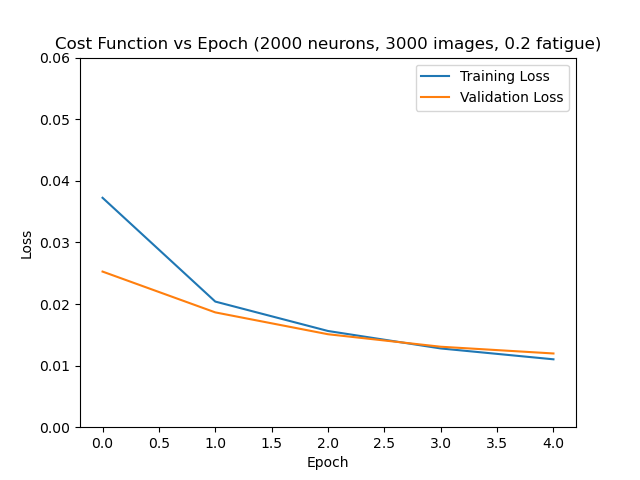 Cost Function vs Epoch (2000 neurons, 3000 images, 0.2 fatigue)
Training Loss
Validation Loss
Loss
0.06
0.05
0.04
0.03
0.02
0.01
0.00
0.0 0.5 1.0 1.5 2.0 2.5 3.0 3.5 4.0
Epoch